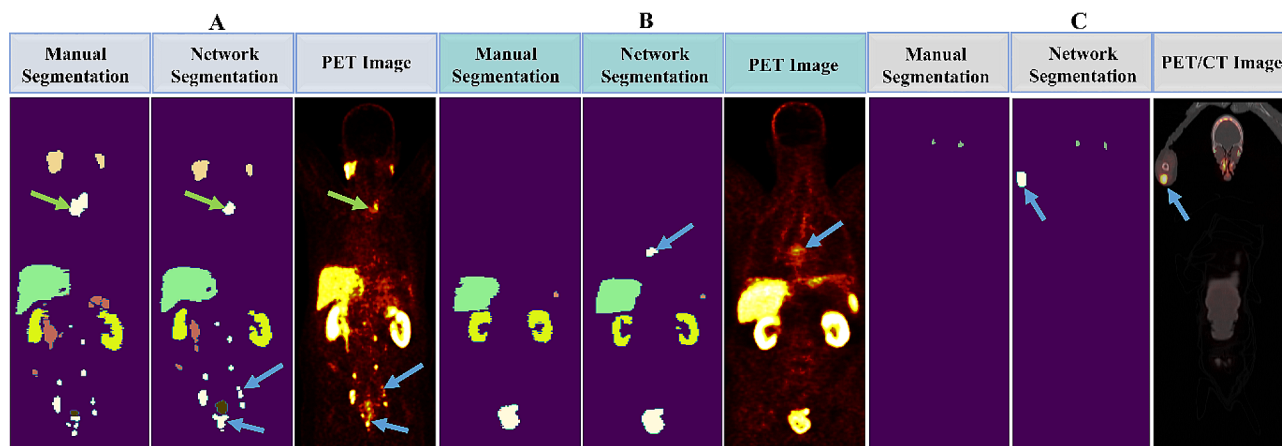 A
B
C
Manual
Segmentation
Network
Segmentation
PET Image
Manual
Segmentation
Network
Segmentation
PET Image
Manual
Segmentation
Network
Segmentation
PET/CT Image